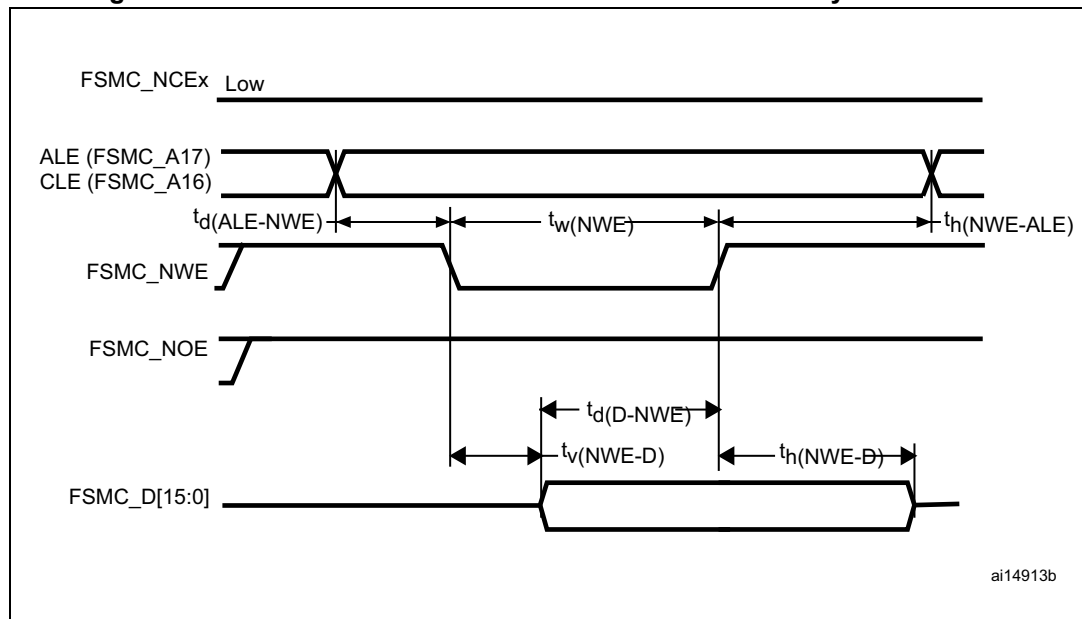 FSMC_NCEx Low
ALE (FSMC_A17)
CLE (FSMC_A16)
td(ALE-NWE) tw(NWE) th(NWE-ALE)
FSMC_NWE
FSMC_NOE
td(D-NWE)
tv(NWE-D) th(NWE-D)
FSMC_D[15:0]
ai14913b